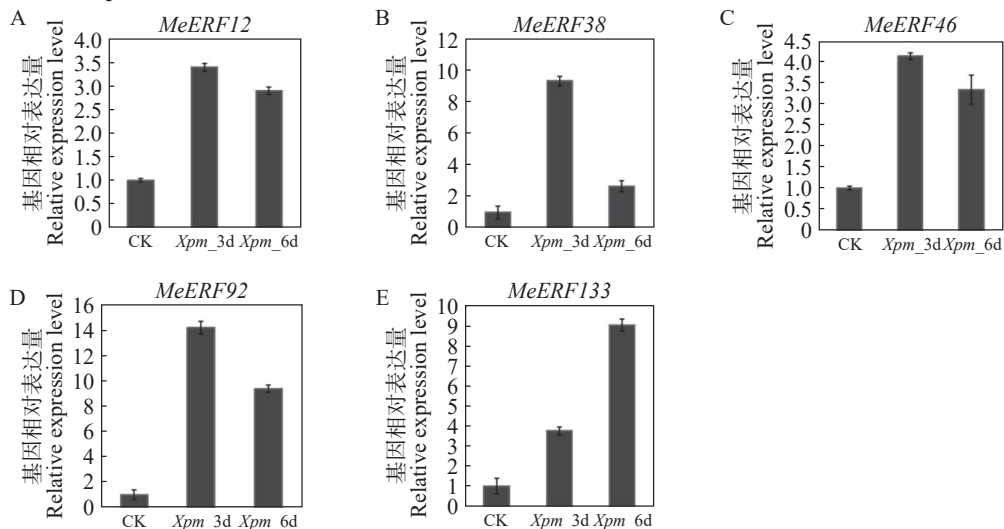 A
MeERF12
基因相对表达量
Relative expression level
4.0
3.5
3.0
2.5
2.0
1.5
1.0
0.5
0
CK Xpm_3d Xpm_6d
B
MeERF38
基因相对表达量
Relative expression level
12
10
8
6
4
2
0
CK Xpm_3d Xpm_6d
C
MeERF46
基因相对表达量
Relative expression level
4.5
4.0
3.5
3.0
2.5
2.0
1.5
1.0
0.5
0
CK Xpm_3d Xpm_6d
D
MeERF92
基因相对表达量
Relative expression level
16
14
12
10
8
6
4
2
0
CK Xpm_3d Xpm_6d
E
MeERF133
基因相对表达量
Relative expression level
10
9
8
7
6
5
4
3
2
1
0
CK Xpm_3d Xpm_6d